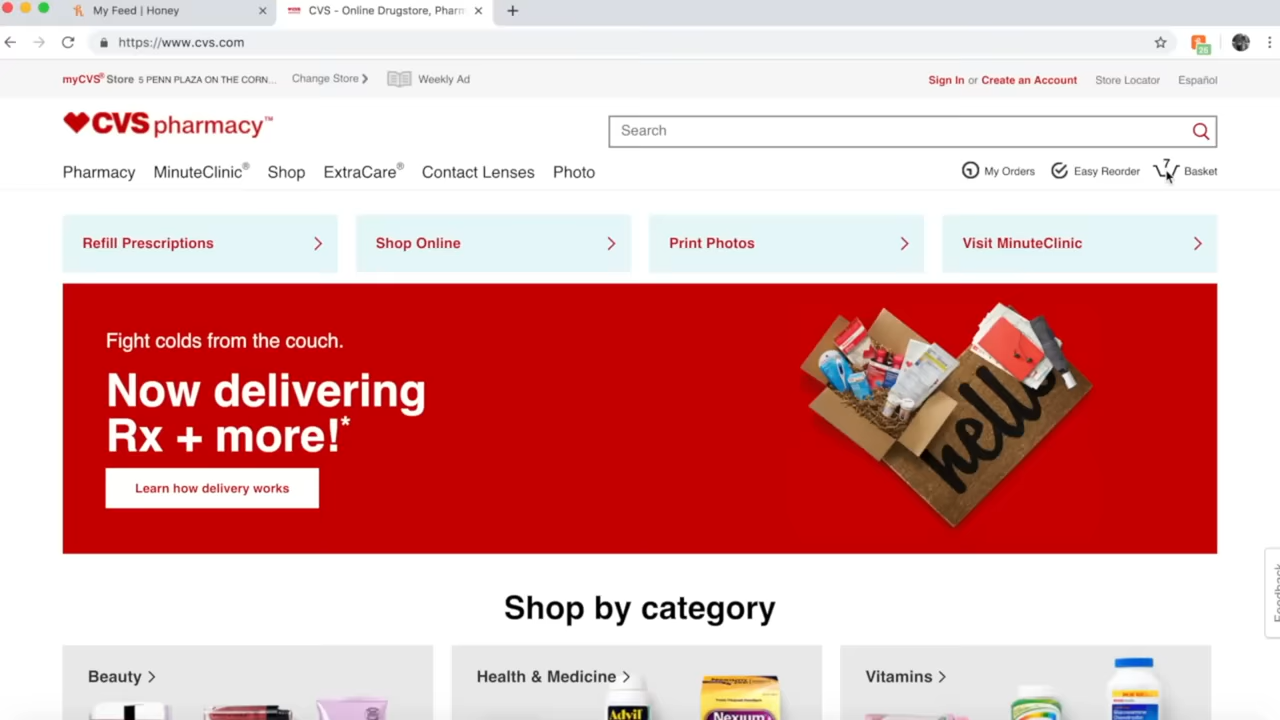 My Feed | Honey
CVS - Online Drugstore, Pharm
https://www.cvs.com
25
myCVS® Store 5 PENN PLAZA ON THE CORN...
Change Store
Weekly Ad
Sign In or Create an Account
Store Locator
Español
CVS pharmacy™
Search
Pharmacy
MinuteClinic®
Shop
ExtraCare®
Contact Lenses
Photo
My Orders
Easy Reorder
7
Basket
Refill Prescriptions
Shop Online
Print Photos
Visit MinuteClinic
Fight colds from the couch.
Now delivering
Rx + more!*
Learn how delivery works
hello
Feedback
Shop by category
Beauty
Health & Medicine
Vitamins
Advil
Nexium